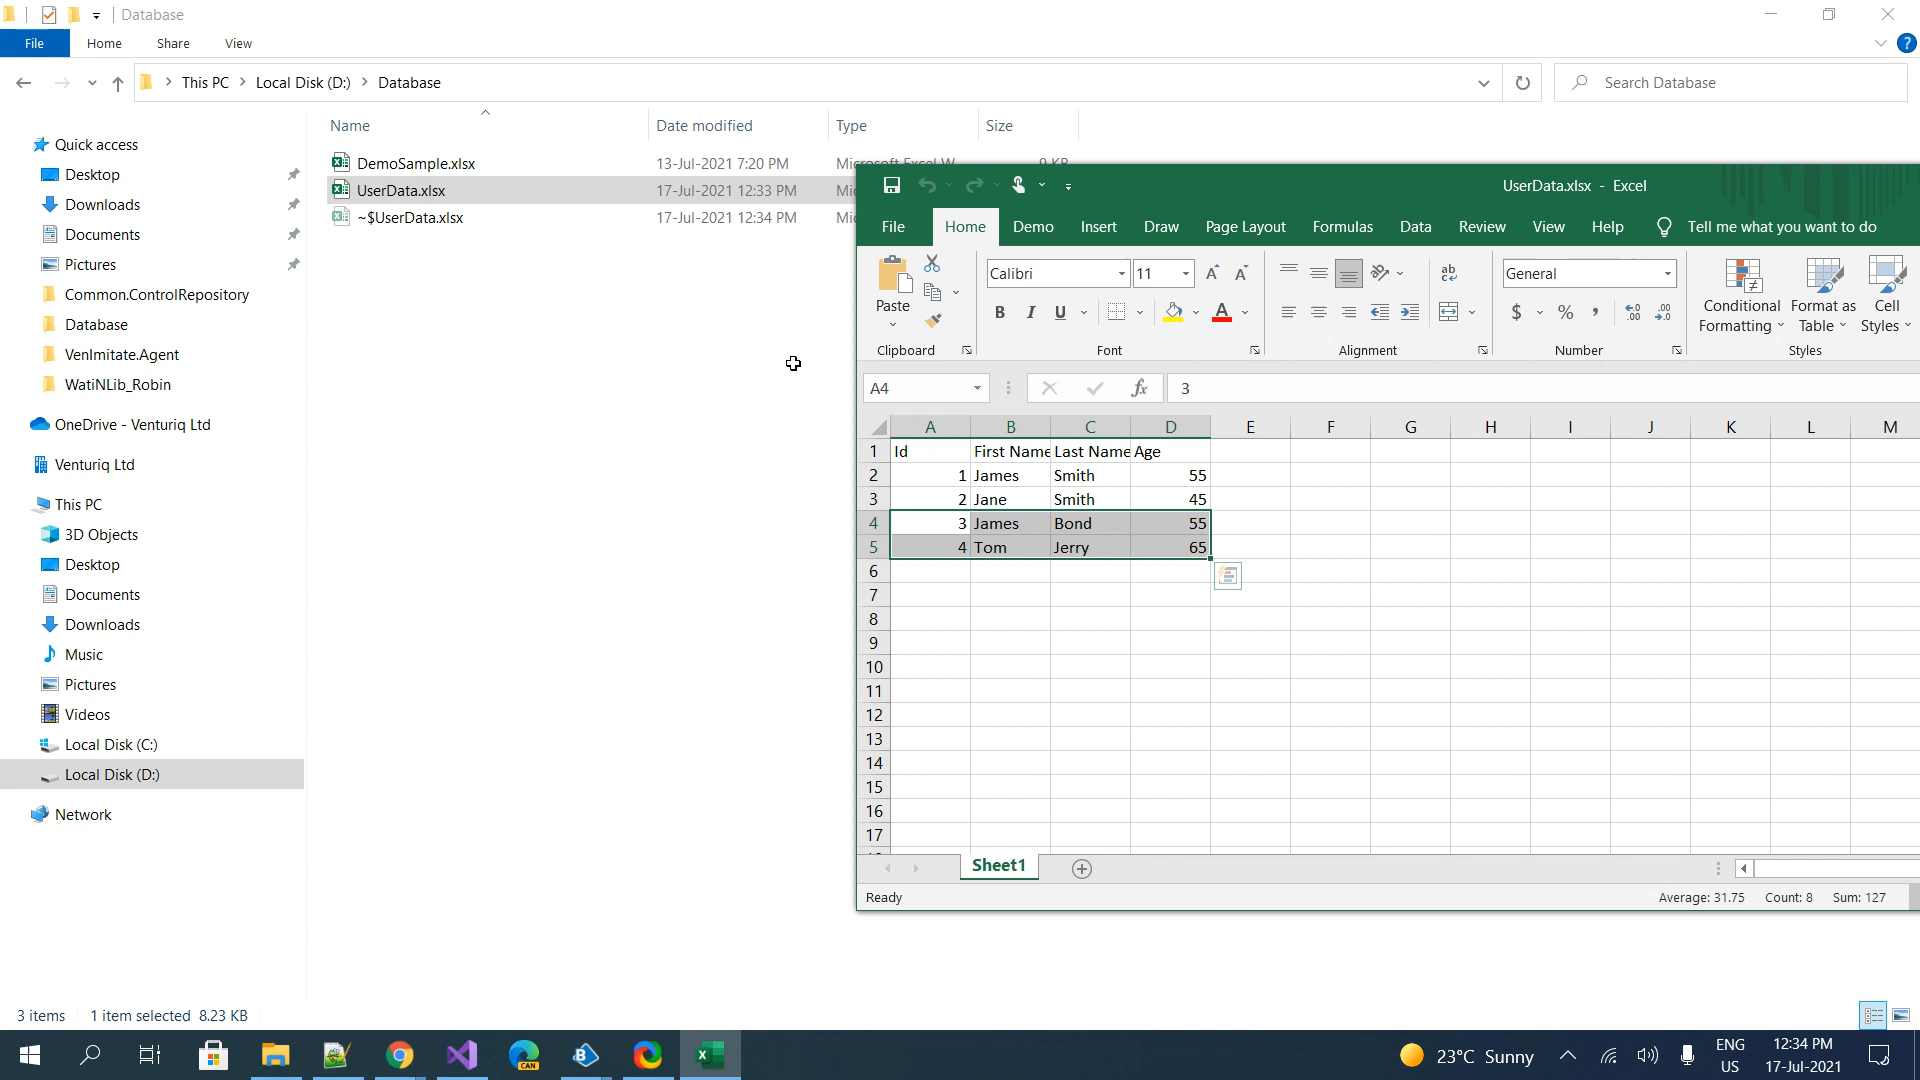 Database
File Home Share View
This PC Local Disk (D:) Database
Search Database
Name Date modified Type Size
DemoSample.xlsx 13-Jul-2021 7:20 PM
UserData.xlsx 17-Jul-2021 12:33 PM
~$UserData.xlsx 17-Jul-2021 12:34 PM
Quick access
Desktop
Downloads
Documents
Pictures
Common.ControlRepository
Database
VenImitate.Agent
WatiNLib_Robin
OneDrive - Venturiq Ltd
Venturiq Ltd
This PC
3D Objects
Desktop
Documents
Downloads
Music
Pictures
Videos
Local Disk (C:)
Local Disk (D:)
Network
3 items 1 item selected 8.23 KB
UserData.xlsx - Excel
File Home Demo Insert Draw Page Layout Formulas Data Review View Help Tell me what you want to do
Paste
Calibri 11
General
B I U
$ % ,
Conditional Formatting
Format as Table
Cell Styles
Clipboard Font Alignment Number Styles
A4 fx 3
A B C D E F G H I J K L M
1 Id First Name Last Name Age
2 1 James Smith 55
3 2 Jane Smith 45
4 3 James Bond 55
5 4 Tom Jerry 65
6
7
8
9
10
11
12
13
14
15
16
17
Sheet1
Ready Average: 31.75 Count: 8 Sum: 127
CAN
23°C Sunny
ENG
US
12:34 PM
17-Jul-2021